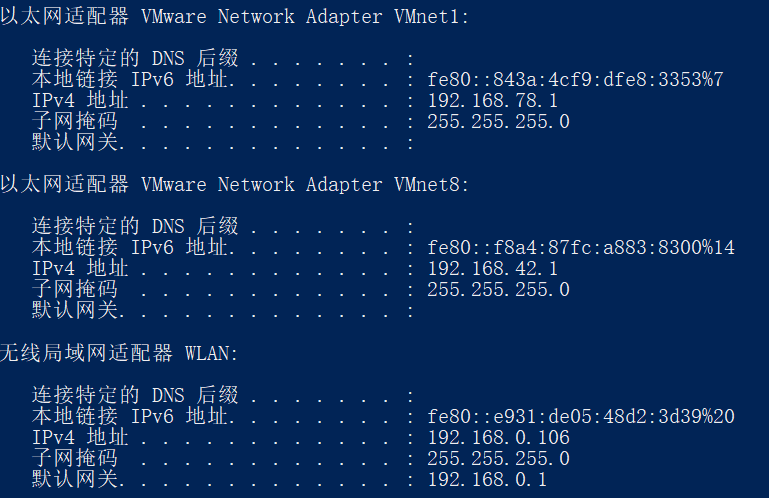 以太网适配器 VMware Network Adapter VMnet1:
连接特定的 DNS 后缀 . . . . . . . :
本地链接 IPv6 地址. . . . . . . . : fe80::843a:4cf9:dfe8:3353%7
IPv4 地址 . . . . . . . . . . . . : 192.168.78.1
子网掩码  . . . . . . . . . . . . : 255.255.255.0
默认网关. . . . . . . . . . . . . :
以太网适配器 VMware Network Adapter VMnet8:
连接特定的 DNS 后缀 . . . . . . . :
本地链接 IPv6 地址. . . . . . . . : fe80::f8a4:87fc:a883:8300%14
IPv4 地址 . . . . . . . . . . . . : 192.168.42.1
子网掩码  . . . . . . . . . . . . : 255.255.255.0
默认网关. . . . . . . . . . . . . :
无线局域网适配器 WLAN:
连接特定的 DNS 后缀 . . . . . . . :
本地链接 IPv6 地址. . . . . . . . : fe80::e931:de05:48d2:3d39%20
IPv4 地址 . . . . . . . . . . . . : 192.168.0.106
子网掩码  . . . . . . . . . . . . : 255.255.255.0
默认网关. . . . . . . . . . . . . : 192.168.0.1